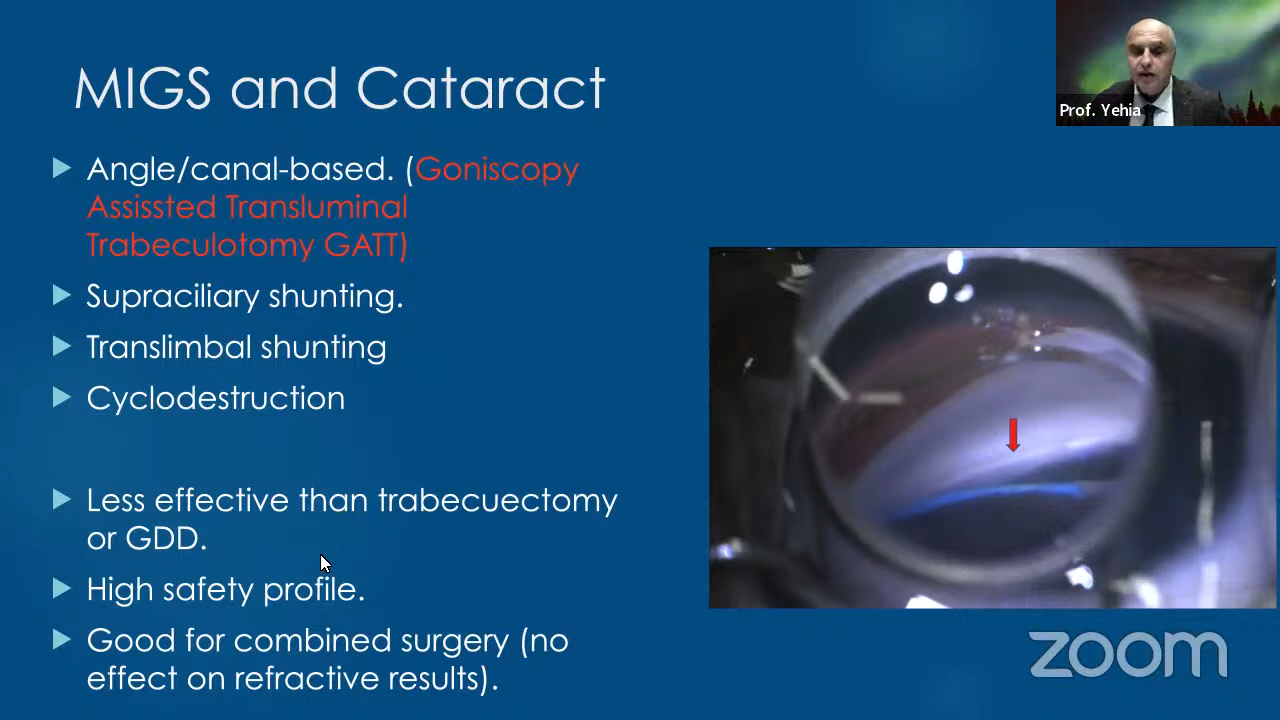 MIGS and Cataract
Angle/canal-based. (Goniscopy
Assissted Transluminal
Trabeculotomy GATT)
Supraciliary shunting.
Translimbal shunting
Cyclodestruction
Less effective than trabecuectomy
or GDD.
High safety profile.
Good for combined surgery (no
effect on refractive results).
Prof. Yehia
zoom